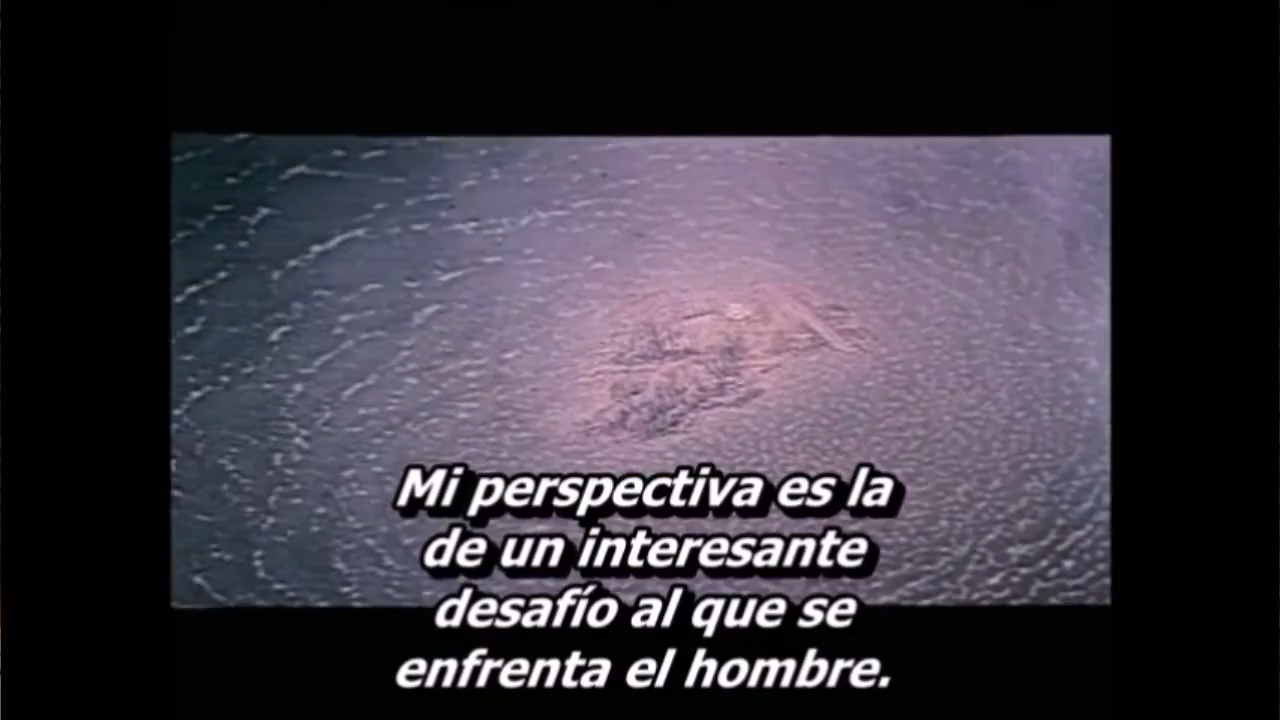 Mi perspectiva es la
de un interesante
desafío al que se
enfrenta el hombre.